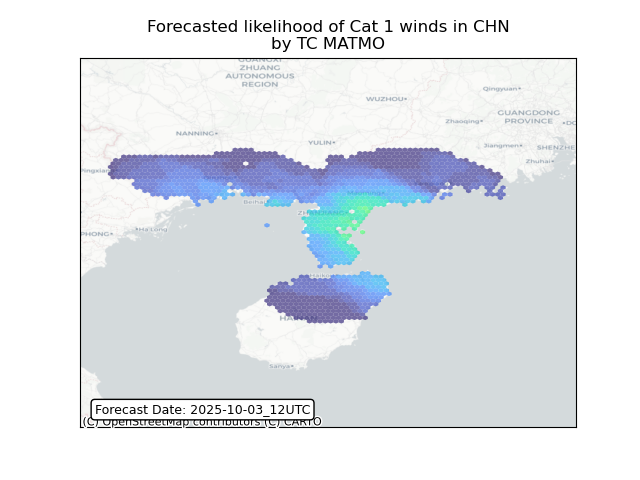 Forecasted likelihood of Cat 1 winds in CHN
by TC MATMO
ZHUANG
AUTONOMOUS
REGION
Qingyuan
WUZHOU
GUANGDONG
PROVINCE
Zhaoqing
NANNING
YULIN
Jiangmen
SHENZHE
Zhuhai
Pingxiang
Beihai
ZHANJIANG
PHONG
Ha Long
Sanya
Forecast Date: 2025-10-03_12UTC
(C) OpenStreetMap contributors (C) CARTO